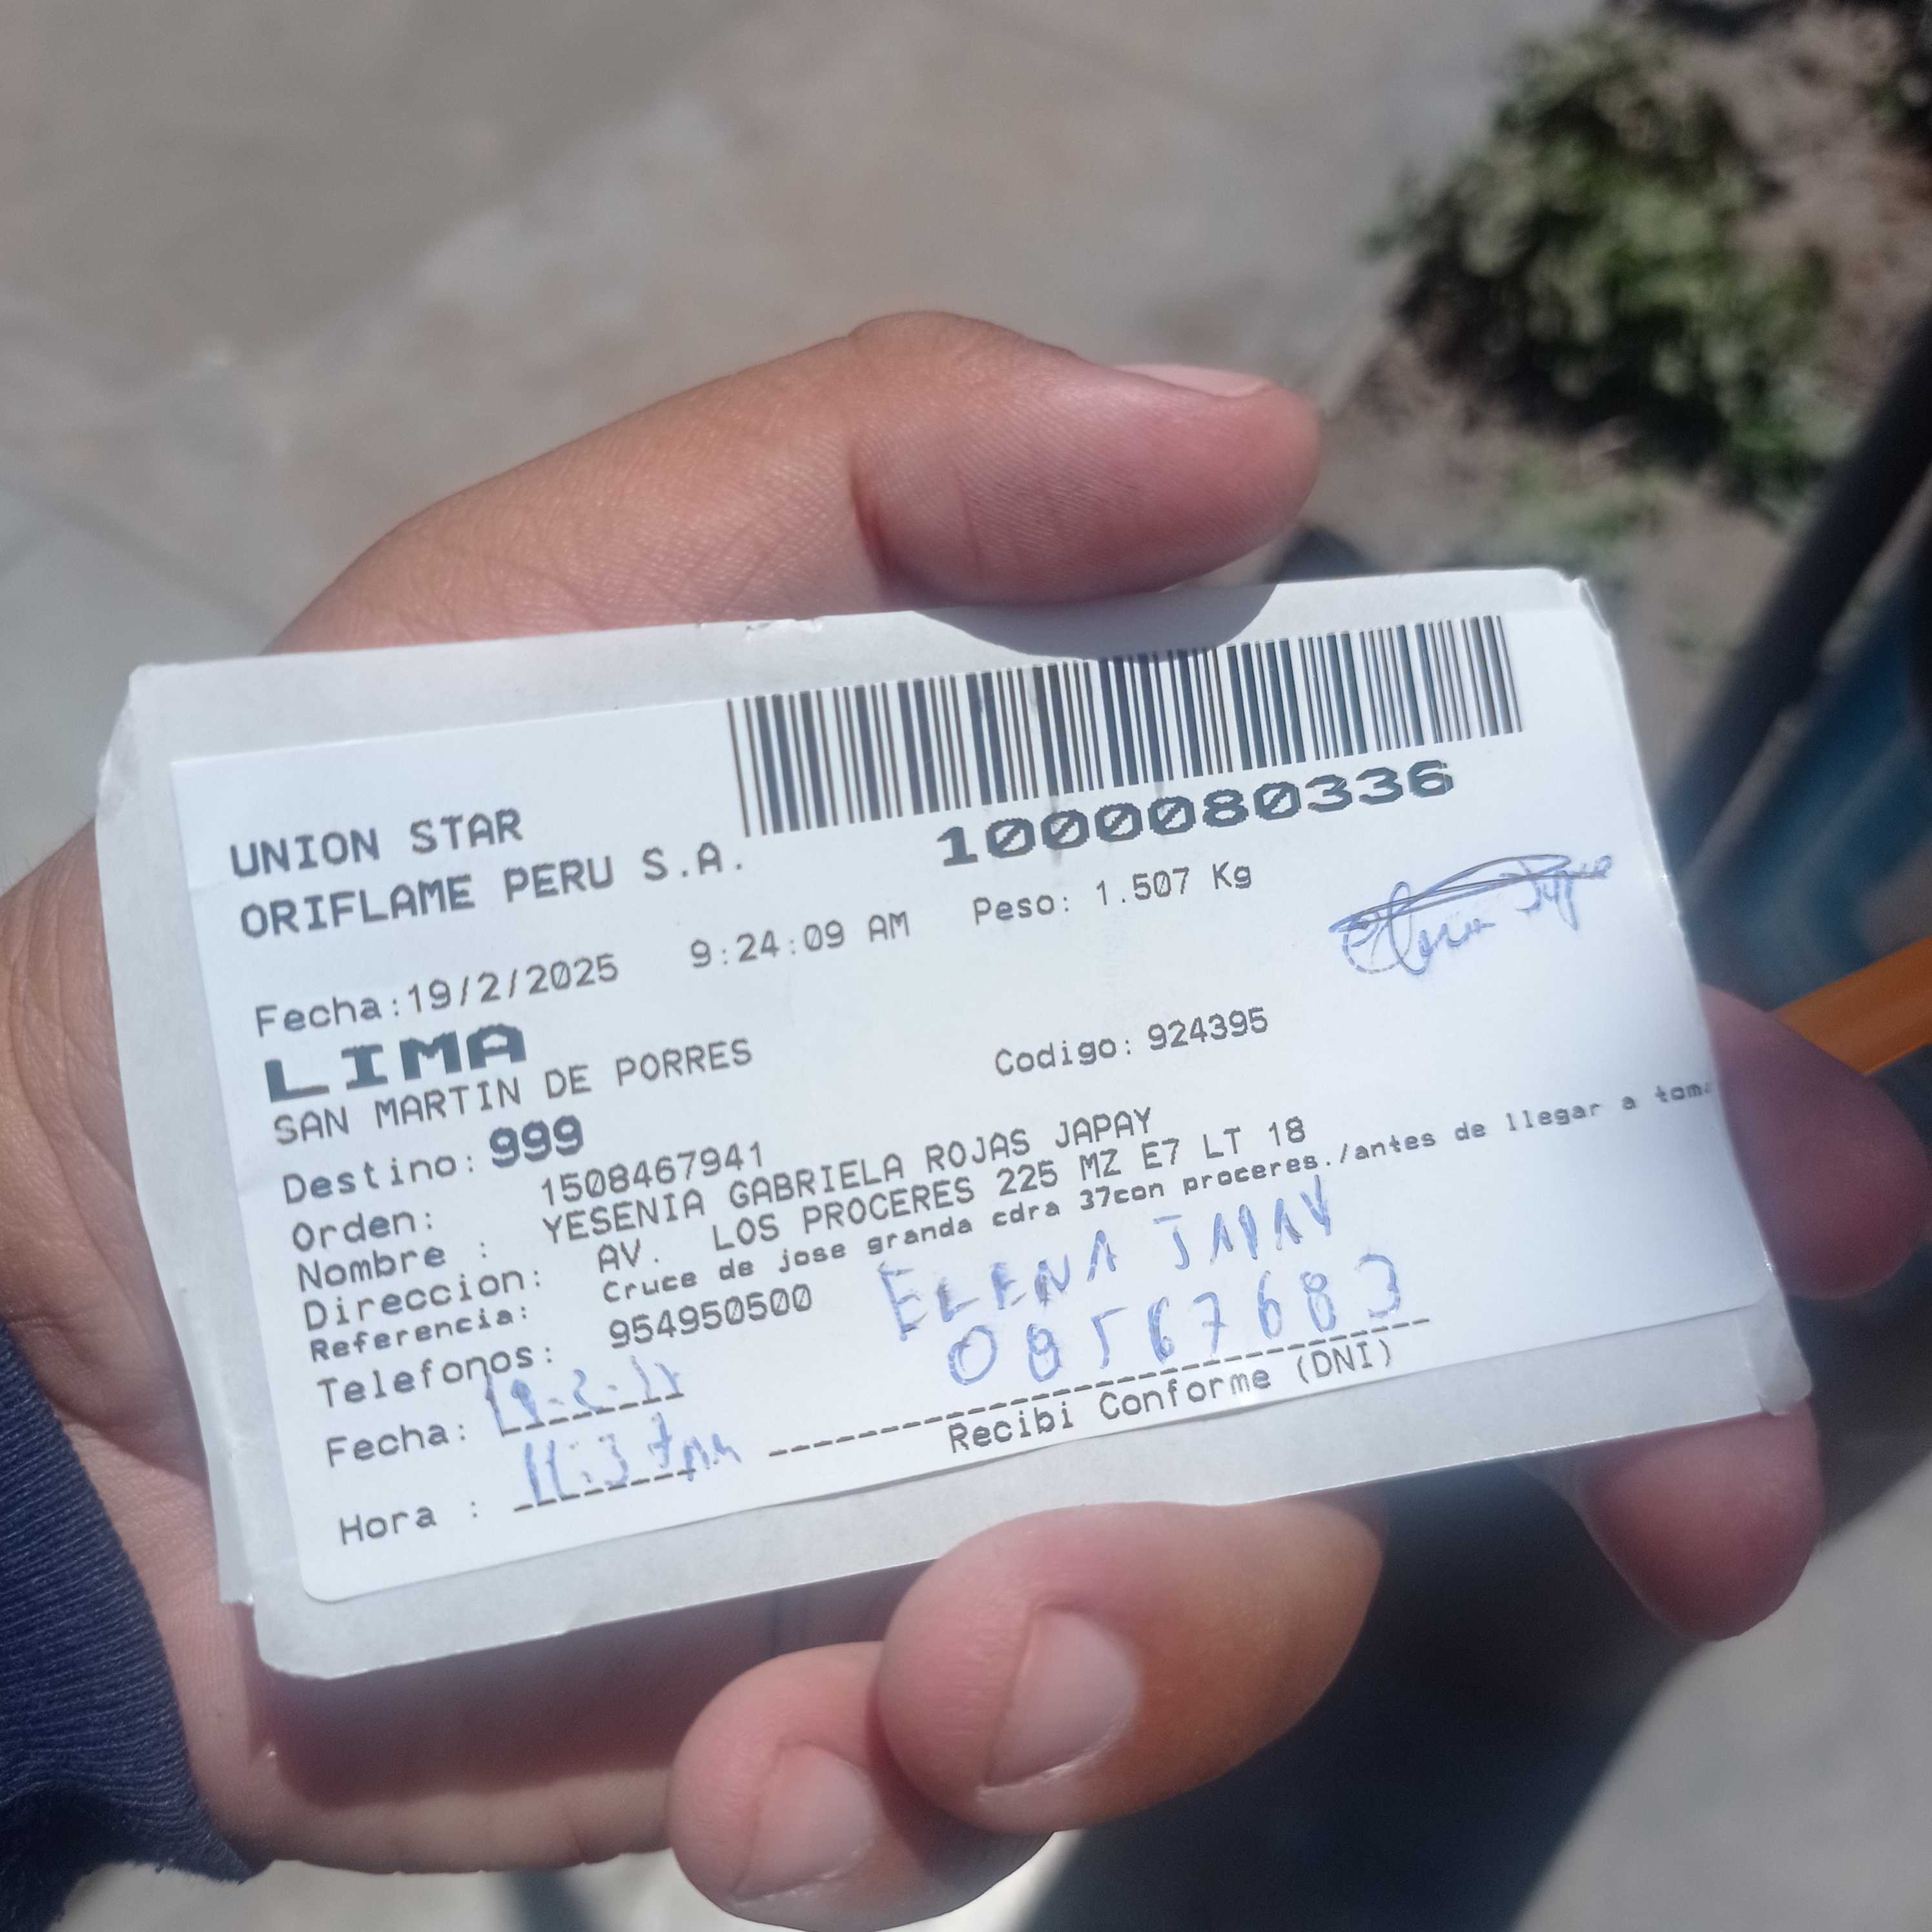 UNION STAR
ORIFLAME PERU S.A.
1000080336
Fecha:19/2/2025 9:24:09 AM Peso: 1.507 Kg
LIMA
SAN MARTIN DE PORRES
Codigo: 924395
Destino: 999
Orden: 1508467941
Nombre : YESENIA GABRIELA ROJAS JAPAY
Direccion: AV. LOS PROCERES 225 MZ E7 LT 18
Referencia: Cruce de jose granda cdra 37con proceres./antes de llegar a
Telefonos: 954950500
ELENA JAPAY
08567683
Fecha:
Hora :
Recibi Conforme (DNI)